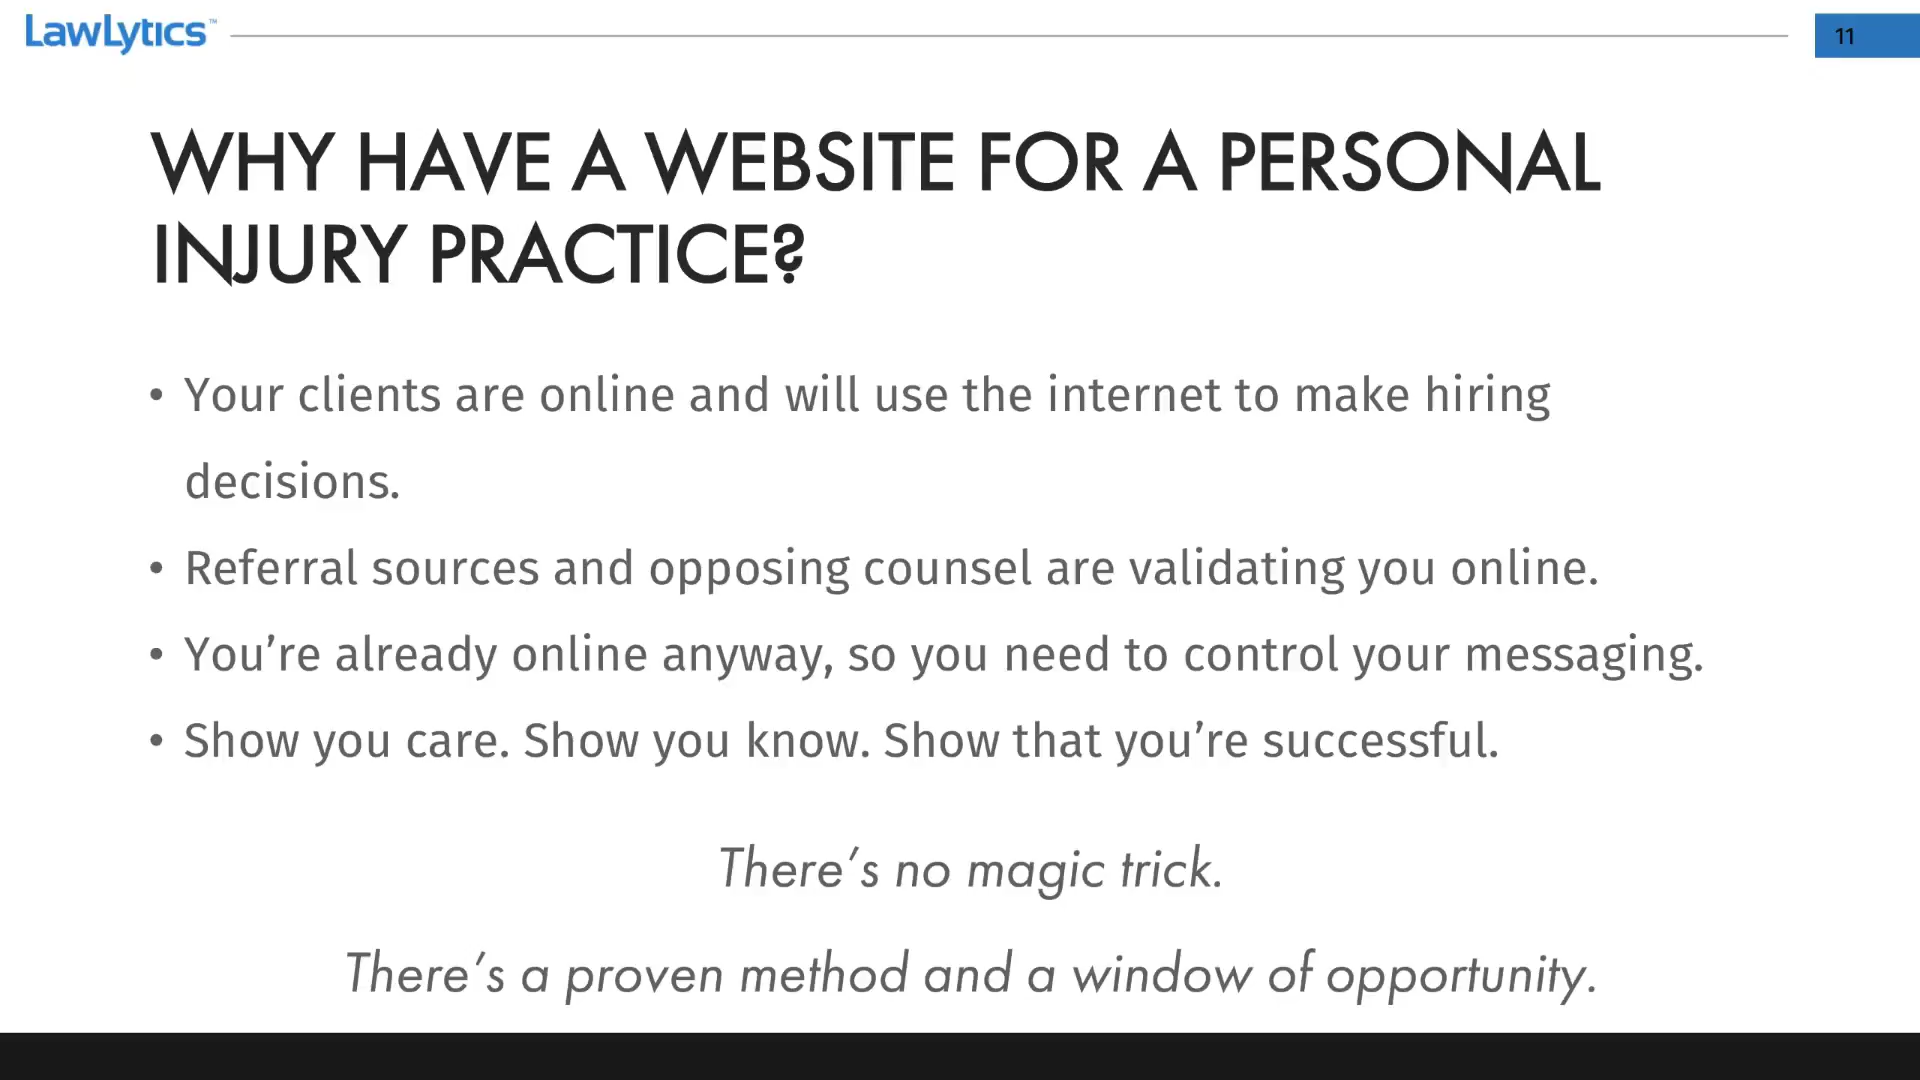 LawLytics™
11
WHY HAVE A WEBSITE FOR A PERSONAL
INJURY PRACTICE?
• Your clients are online and will use the internet to make hiring
decisions.
• Referral sources and opposing counsel are validating you online.
• You’re already online anyway, so you need to control your messaging.
• Show you care. Show you know. Show that you’re successful.
There’s no magic trick.
There’s a proven method and a window of opportunity.